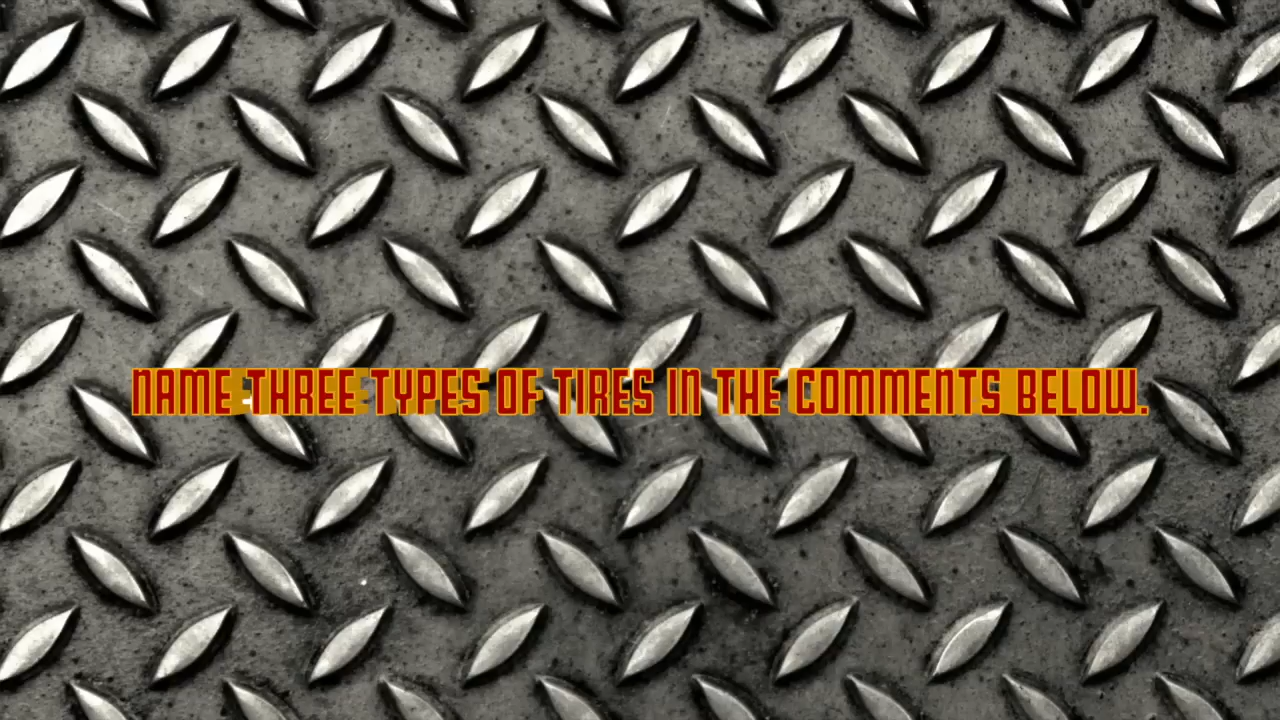 NAME THREE TYPES OF TIRES IN THE COMMENTS BELOW.